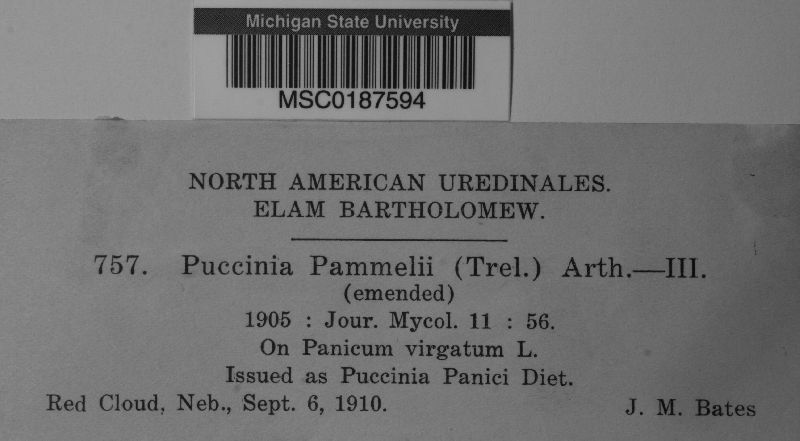 Michigan State University
MSC0187594
NORTH AMERICAN UREDINALES.
ELAM BARTHOLOMEW.
757. Puccinia Pammelii (Trel.) Arth.—III.
(emended)
1905 : Jour. Mycol. 11 : 56.
On Panicum virgatum L.
Issued as Puccinia Panici Diet.
Red Cloud, Neb., Sept. 6, 1910. J. M. Bates